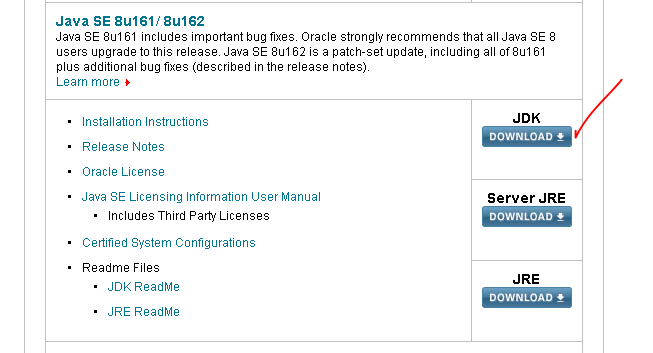 Java SE 8u161/ 8u162
Java SE 8u161 includes important bug fixes. Oracle strongly recommends that all Java SE 8
users upgrade to this release. Java SE 8u162 is a patch-set update, including all of 8u161
plus additional bug fixes (described in the release notes).
Learn more
Installation Instructions
Release Notes
Oracle License
Java SE Licensing Information User Manual
Includes Third Party Licenses
Certified System Configurations
Readme Files
JDK ReadMe
JRE ReadMe
JDK
DOWNLOAD
Server JRE
DOWNLOAD
JRE
DOWNLOAD